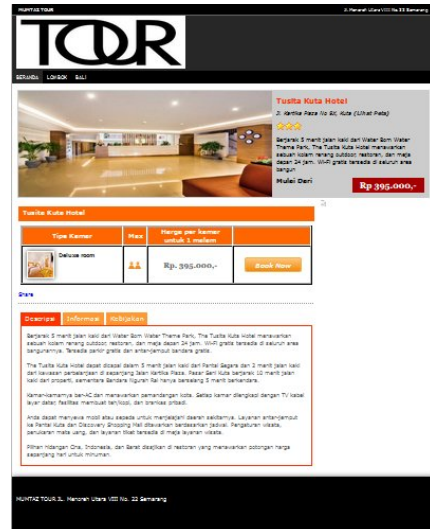 MUMTAZ TOUR
Jl. Menoreh Utara VIII No. 22 Semarang
TOUR
BERANDA LOMBOK BALI
Tusita Kuta Hotel
Jl. Kartika Plaza No 8X, Kuta (Lihat Peta)
Berjarak 5 menit jalan kaki dari Water Bom Water
Theme Park, The Tusita Kuta Hotel menawarkan
sebuah kolam renang outdoor, restoran, dan meja
depan 24 jam. Wi-Fi gratis tersedia di seluruh area
bangun
Mulai Dari
Rp 395.000,-
Tusita Kuta Hotel
Tipe Kamar Max Harga per kamar
untuk 1 malam
Deluxe room
Rp. 395.000,-
Book Now
Share
Descripsi Informasi Kebijakan
Berjarak 5 menit jalan kaki dari Water Bom Water Theme Park, The Tusita Kuta Hotel menawarkan
sebuah kolam renang outdoor, restoran, dan meja depan 24 jam. Wi-Fi gratis tersedia di seluruh area
bangunannya. Tersedia parkir gratis dan antar-jemput bandara gratis.
The Tusita Kuta Hotel dapat dicapai dalam 5 menit jalan kaki dari Pantai Segara dan 2 menit jalan kaki
dari kawasan perbelanjaan di sepanjang Jalan Kartika Plaza. Pasar Seni Kuta berjarak 10 menit jalan
kaki dari properti, sementara Bandara Ngurah Rai hanya berselang 5 menit berkendara.
Kamar-kamarnya ber-AC dan menawarkan pemandangan kota. Setiap kamar dilengkapi dengan TV kabel
layar datar, fasilitas membuat teh/kopi, dan brankas pribadi.
Anda dapat menyewa mobil atau sepeda untuk menjelajahi daerah sekitarnya. Layanan antar-jemput
ke Pantai Kuta dan Discovery Shopping Mall ditawarkan berdasarkan jadwal. Pengaturan wisata,
penukaran mata uang, dan layanan tiket tersedia di meja layanan wisata.
Pilihan hidangan Cina, Indonesia, dan Barat disajikan di restoran yang menawarkan potongan harga
sepanjang hari untuk minuman.
MUMTAZ TOUR JL. Menoreh Utara VIII No. 22 Semarang